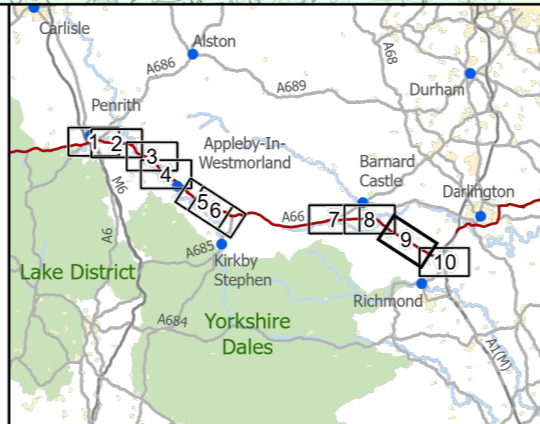 Carlisle
Alston
A686
A689
A68
Durham
Penrith
1
2
3
4
5
6
7
8
9
10
Appleby-In-
Westmorland
Barnard
Castle
Darlington
M6
A66
A6
A685
Kirkby
Stephen
Lake District
Richmond
A684
Yorkshire
Dales
A1(M)